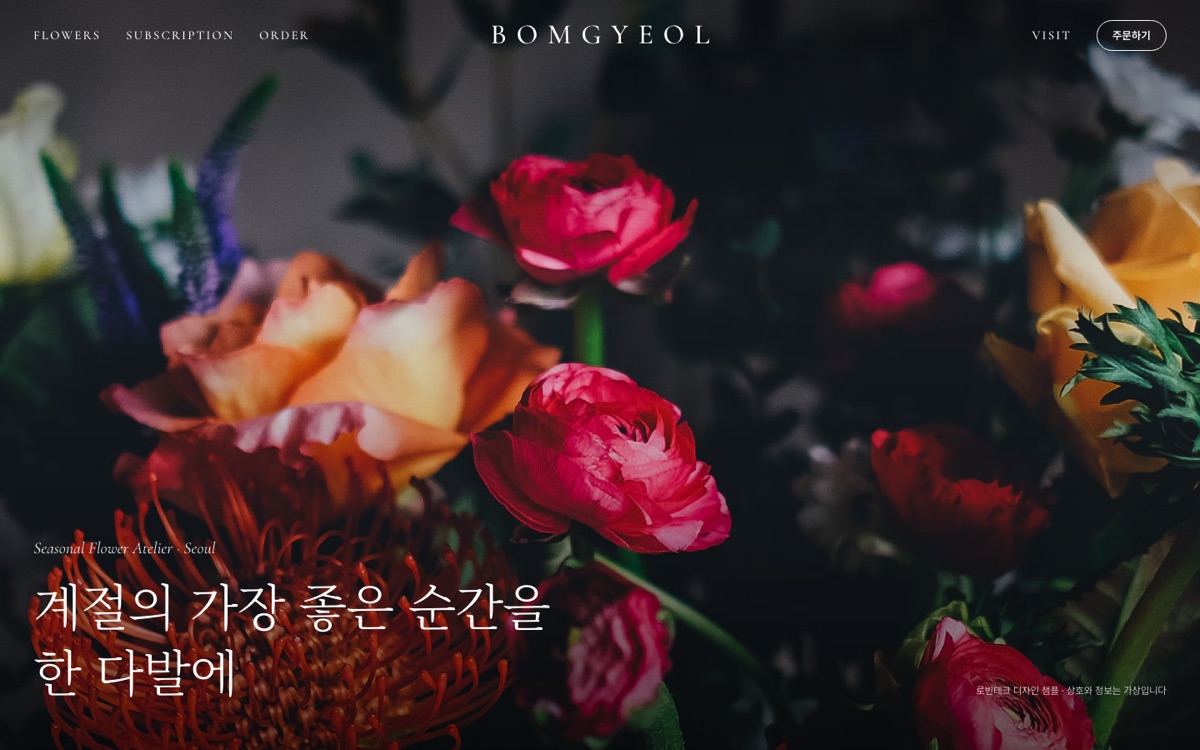 FLOWERS SUBSCRIPTION ORDER BOMGYEOL VISIT 주문하기
Seasonal Flower Atelier · Seoul
계절의 가장 좋은 순간을
한 다발에
로빈테크 디자인 샘플 · 상호와 정보는 가상입니다